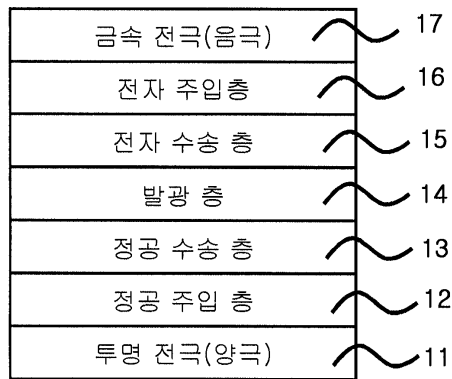 금속 전극(음극) 17
전자 주입층 16
전자 수송 층 15
발광 층 14
정공 수송 층 13
정공 주입 층 12
투명 전극(양극) 11